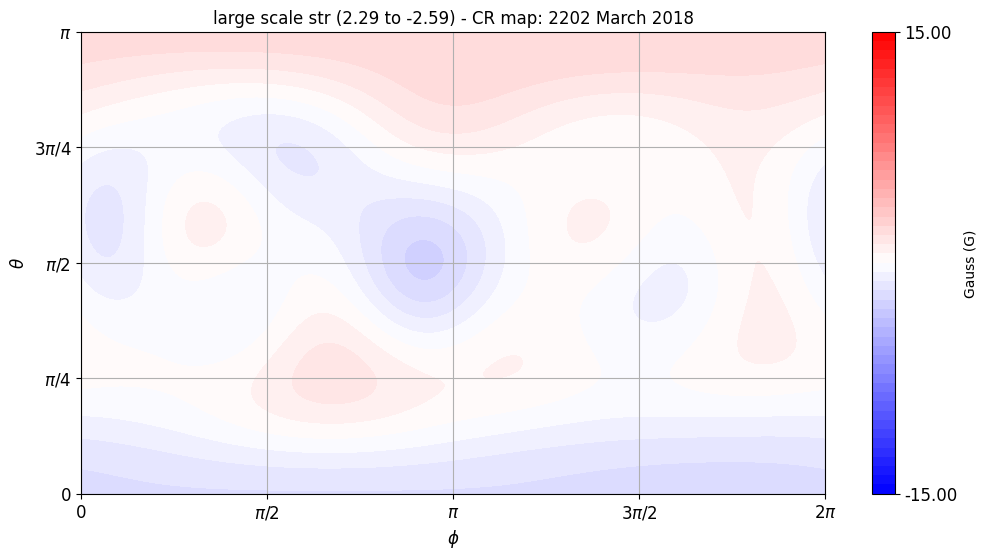 large scale str (2.29 to -2.59) - CR map: 2202 March 2018
π
3π/4
θ
π/2
π/4
0
0
π/2
π
3π/2
2π
ϕ
15.00
Gauss (G)
-15.00